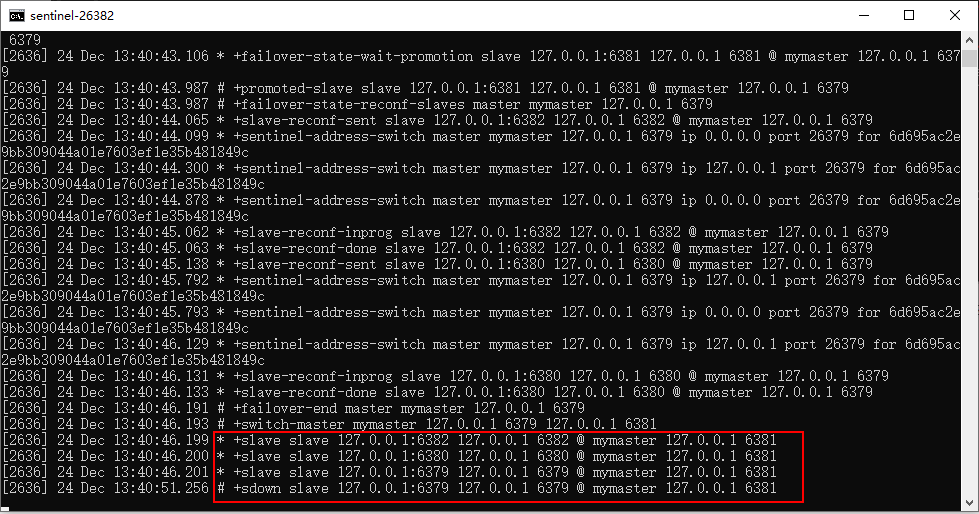 sentinel-26382
6379
[2636] 24 Dec 13:40:43.106 * +failover-state-wait-promotion slave 127.0.0.1:6381 127.0.0.1 6381 @ mymaster 127.0.0.1 637
9
[2636] 24 Dec 13:40:43.987 # +promoted-slave slave 127.0.0.1:6381 127.0.0.1 6381 @ mymaster 127.0.0.1 6379
[2636] 24 Dec 13:40:43.987 # +failover-state-reconf-slaves master mymaster 127.0.0.1 6379
[2636] 24 Dec 13:40:44.065 * +slave-reconf-sent slave 127.0.0.1:6382 127.0.0.1 6382 @ mymaster 127.0.0.1 6379
[2636] 24 Dec 13:40:44.099 * +sentinel-address-switch master mymaster 127.0.0.1 6379 ip 0.0.0.0 port 26379 for 6d695ac2e
9bb309044a01e7603ef1e35b481849c
[2636] 24 Dec 13:40:44.300 * +sentinel-address-switch master mymaster 127.0.0.1 6379 ip 127.0.0.1 port 26379 for 6d695ac
2e9bb309044a01e7603ef1e35b481849c
[2636] 24 Dec 13:40:44.878 * +sentinel-address-switch master mymaster 127.0.0.1 6379 ip 0.0.0.0 port 26379 for 6d695ac2e
9bb309044a01e7603ef1e35b481849c
[2636] 24 Dec 13:40:45.062 * +slave-reconf-inprog slave 127.0.0.1:6382 127.0.0.1 6382 @ mymaster 127.0.0.1 6379
[2636] 24 Dec 13:40:45.063 * +slave-reconf-done slave 127.0.0.1:6382 127.0.0.1 6382 @ mymaster 127.0.0.1 6379
[2636] 24 Dec 13:40:45.138 * +slave-reconf-sent slave 127.0.0.1:6380 127.0.0.1 6380 @ mymaster 127.0.0.1 6379
[2636] 24 Dec 13:40:45.792 * +sentinel-address-switch master mymaster 127.0.0.1 6379 ip 127.0.0.1 port 26379 for 6d695ac
2e9bb309044a01e7603ef1e35b481849c
[2636] 24 Dec 13:40:45.793 * +sentinel-address-switch master mymaster 127.0.0.1 6379 ip 0.0.0.0 port 26379 for 6d695ac2e
9bb309044a01e7603ef1e35b481849c
[2636] 24 Dec 13:40:46.129 * +sentinel-address-switch master mymaster 127.0.0.1 6379 ip 127.0.0.1 port 26379 for 6d695ac
2e9bb309044a01e7603ef1e35b481849c
[2636] 24 Dec 13:40:46.131 * +slave-reconf-inprog slave 127.0.0.1:6380 127.0.0.1 6380 @ mymaster 127.0.0.1 6379
[2636] 24 Dec 13:40:46.133 * +slave-reconf-done slave 127.0.0.1:6380 127.0.0.1 6380 @ mymaster 127.0.0.1 6379
[2636] 24 Dec 13:40:46.191 # +failover-end master mymaster 127.0.0.1 6379
[2636] 24 Dec 13:40:46.193 # +switch-master mymaster 127.0.0.1 6379 127.0.0.1 6381
[2636] 24 Dec 13:40:46.199 * +slave slave 127.0.0.1:6382 127.0.0.1 6382 @ mymaster 127.0.0.1 6381
[2636] 24 Dec 13:40:46.200 * +slave slave 127.0.0.1:6380 127.0.0.1 6380 @ mymaster 127.0.0.1 6381
[2636] 24 Dec 13:40:46.201 * +slave slave 127.0.0.1:6379 127.0.0.1 6379 @ mymaster 127.0.0.1 6381
[2636] 24 Dec 13:40:51.256 # +sdown slave 127.0.0.1:6379 127.0.0.1 6379 @ mymaster 127.0.0.1 6381